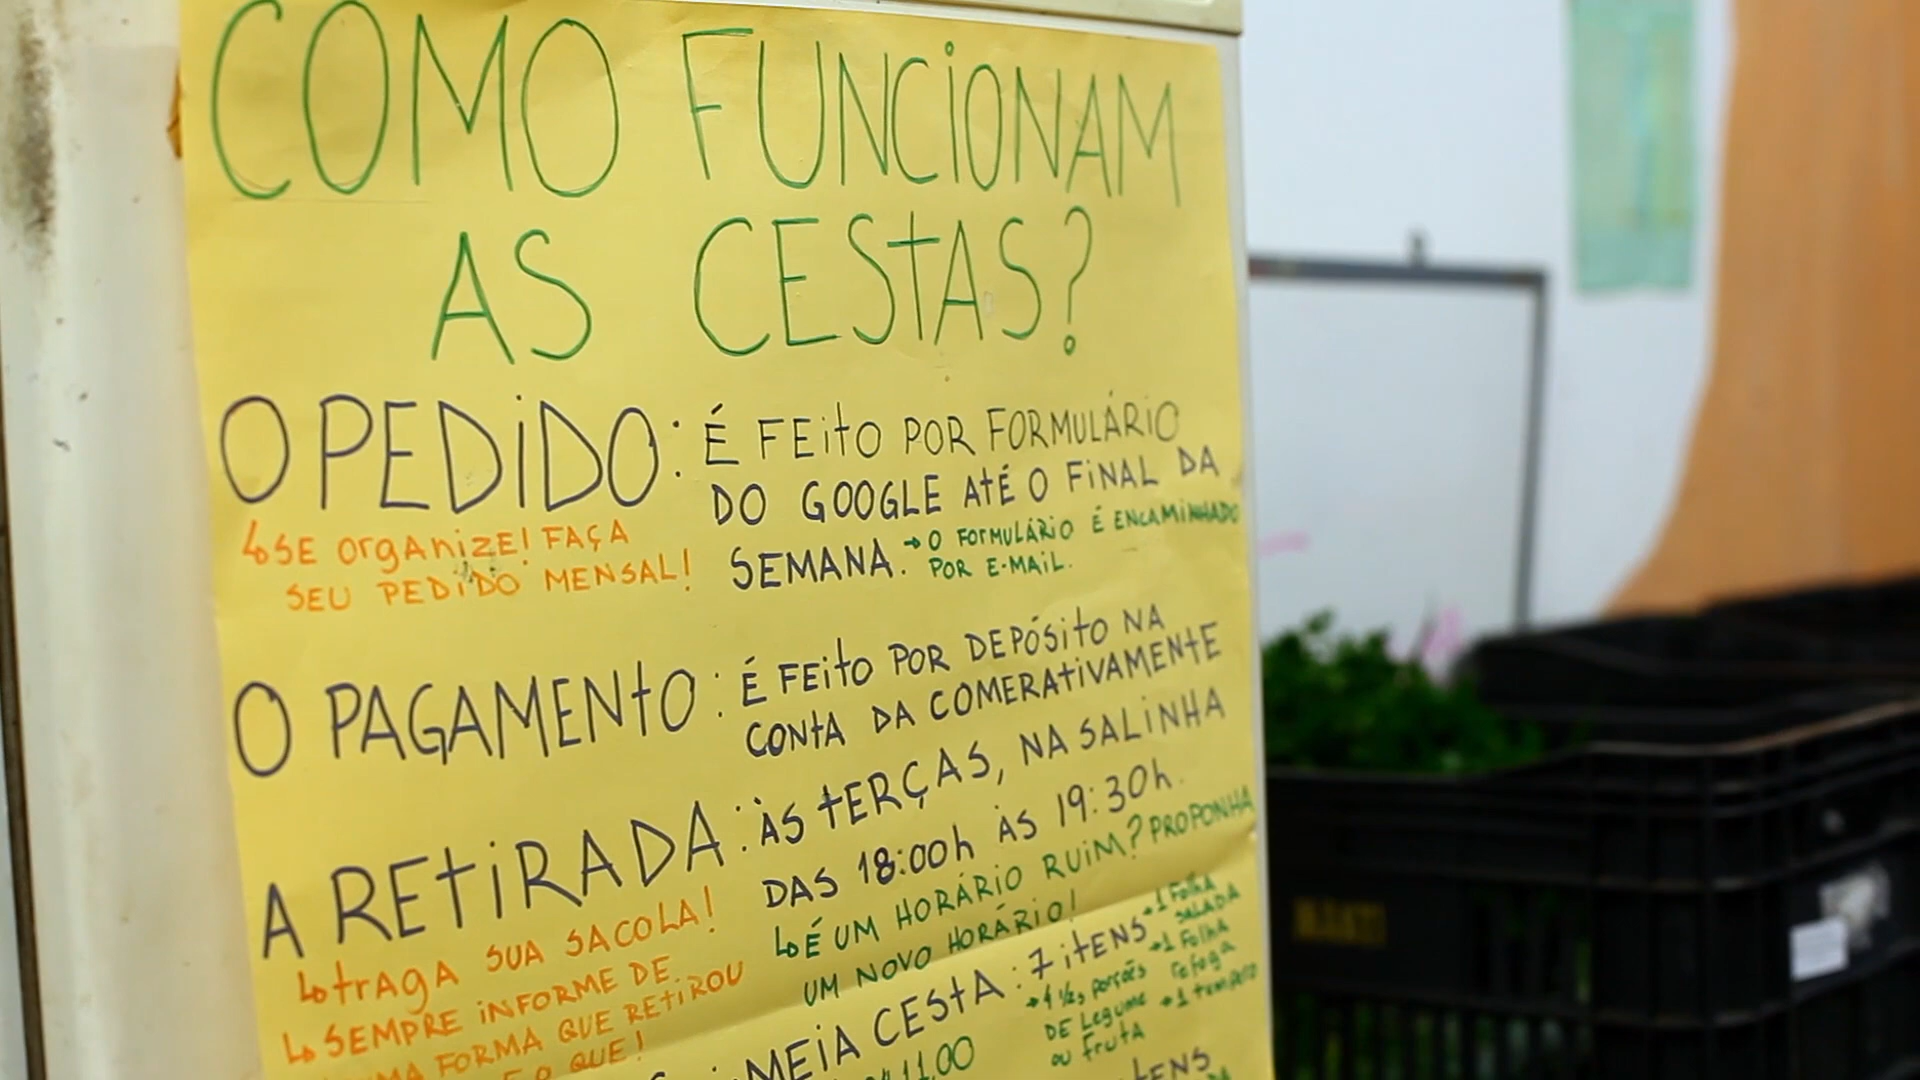 COMO FUNCIONAM
AS CESTAS?
O PEDIDO: É FEITO POR FORMULÁRIO
DO GOOGLE ATÉ O FINAL DA
SEMANA. → O FORMULÁRIO É ENCAMINHADO
POR E-MAIL.
↳ SE ORGANIZE! FAÇA
SEU PEDIDO MENSAL!
O PAGAMENTO: É FEITO POR DEPÓSITO NA
CONTA DA COMERATIVAMENTE
A RETIRADA: ÀS TERÇAS, NA SALINHA
DAS 18:00h ÀS 19:30h.
↳ É UM HORÁRIO RUIM? PROPONHA
UM NOVO HORÁRIO!
↳ TRAGA SUA SACOLA!
↳ SEMPRE INFORME DE
FORMA QUE RETIROU
O QUE!
MEIA CESTA: 7 ITENS
→ 4 ½s porções
DE Legume
ou FRUTA
→ 1 Folha
SALADA
→ 1 Folha
refoga
→ 1 tempero
11,00
ITENS